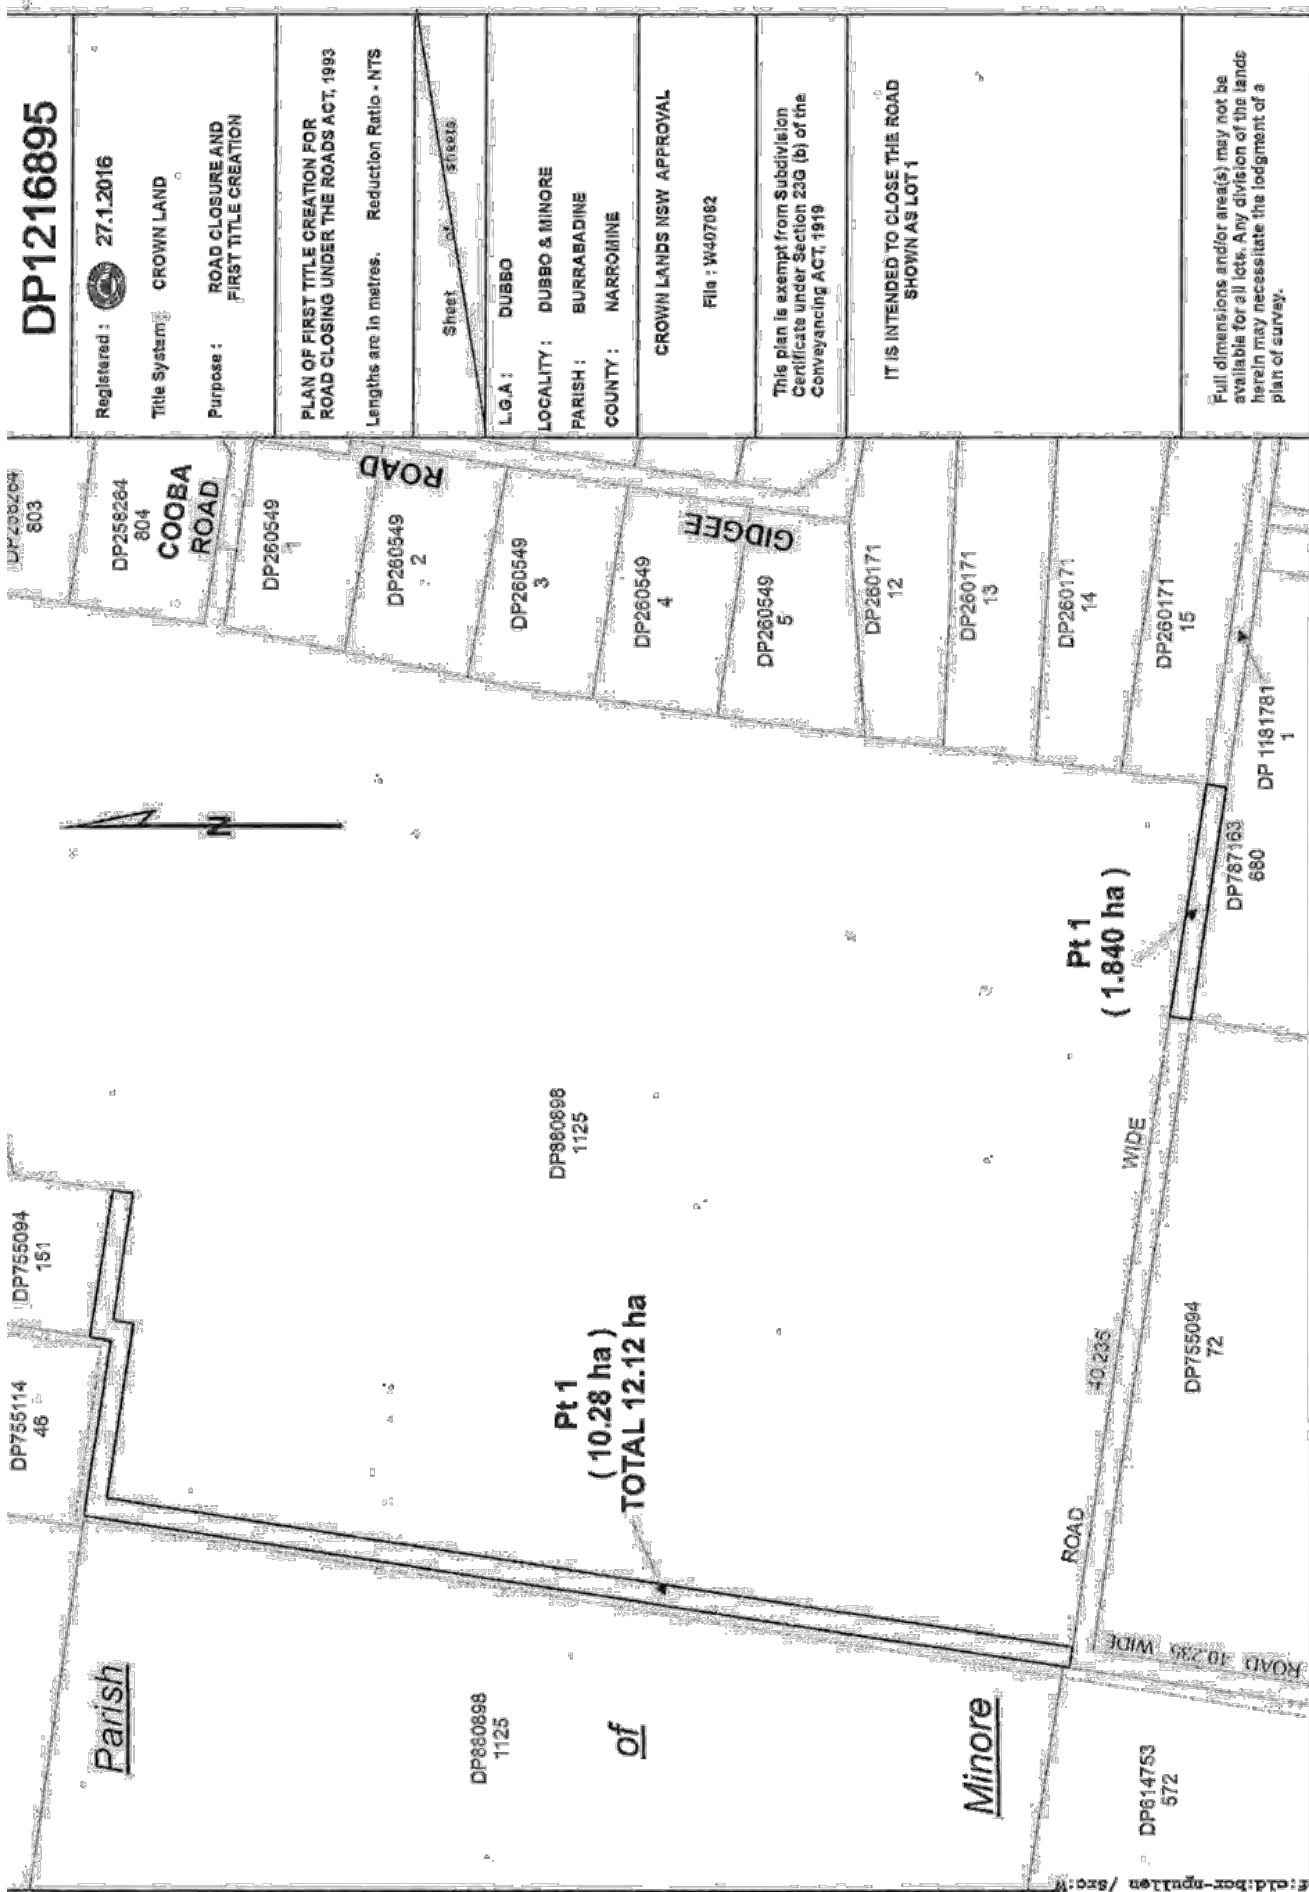 DP1216895
Registered : 27.1.2016
Title System: CROWN LAND
Purpose : ROAD CLOSURE AND
FIRST TITLE CREATION
PLAN OF FIRST TITLE CREATION FOR
ROAD CLOSING UNDER THE ROADS ACT, 1993
Lengths are in metres. Reduction Ratio - NTS
Sheet of sheets
L.G.A : DUBBO
LOCALITY : DUBBO & MINORE
PARISH : BURRABADINE
COUNTY : NARROMINE
CROWN LANDS NSW APPROVAL
File : W407082
This plan is exempt from Subdivision
Certificate under Section 23G (b) of the
Conveyancing ACT, 1919
IT IS INTENDED TO CLOSE THE ROAD
SHOWN AS LOT 1
Full dimensions and/or area(s) may not be
available for all lots. Any division of the lands
herein may necessitate the lodgment of a
plan of survey.
DP258264
803
DP258264
804
COOBA
ROAD
DP260549
1
DP260549
2
ROAD
DP260549
3
DP260549
4
GIDGEE
DP260549
5
DP260171
12
DP260171
13
DP260171
14
DP260171
15
DP 1181781
1
N
DP787163
680
Pt 1
( 1.840 ha )
DP755094
151
DP755114
46
DP880898
1125
Pt 1
( 10.28 ha )
TOTAL 12.12 ha
ROAD 40.235 WIDE
DP755094
72
ROAD 40.235 WIDE
Parish
of
Minore
DP880898
1125
DP614753
572